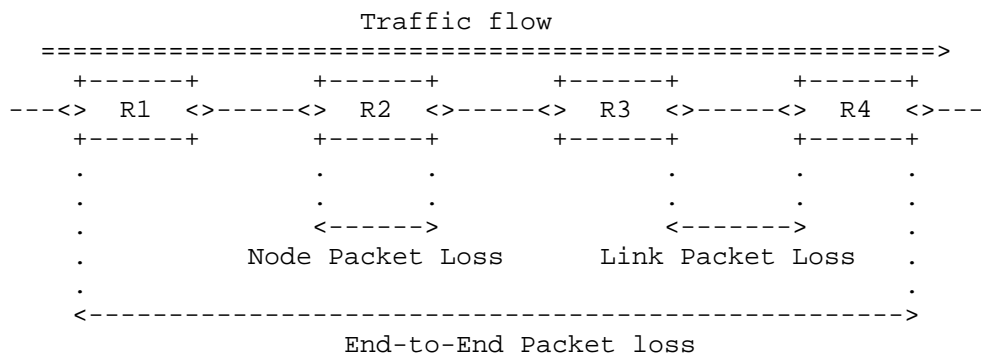 Traffic flow
========================================================>
+------+ +------+ +------+ +------+
---<> R1 <>-----<> R2 <>-----<> R3 <>-----<> R4 <>---
+------+ +------+ +------+ +------+
. . . . . .
. . . . . .
. <------> <-------> .
. Node Packet Loss Link Packet Loss .
. .
<--------------------------------------------------->
End-to-End Packet loss